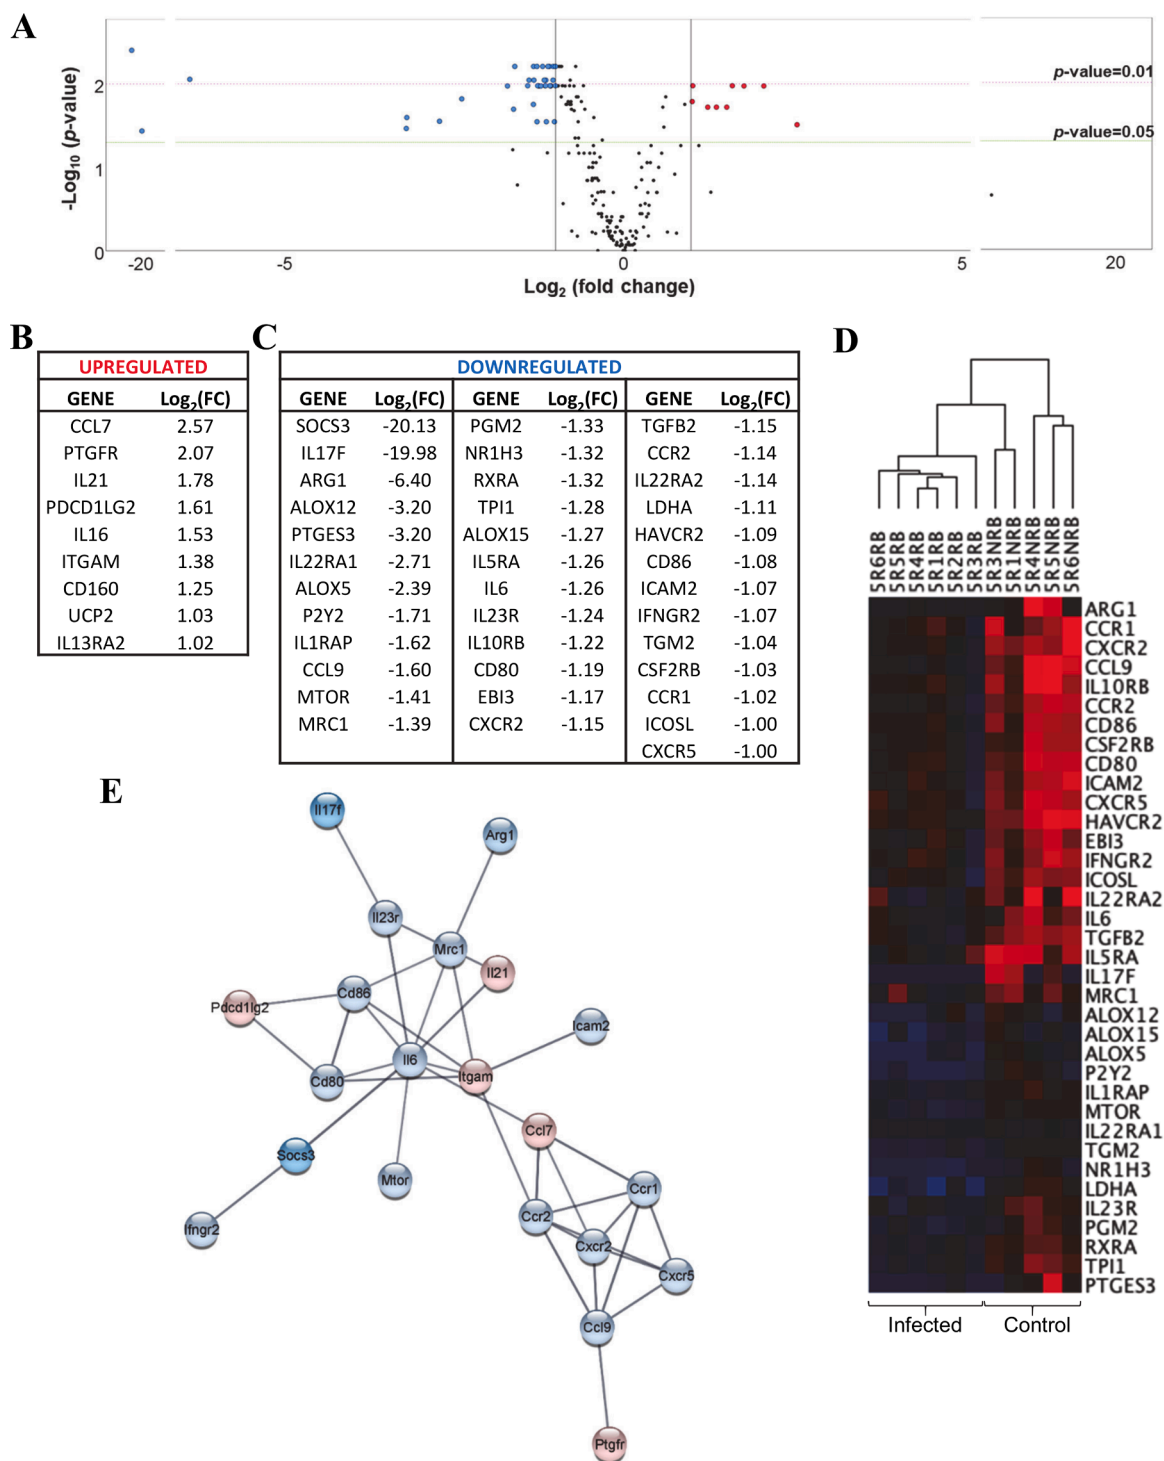 A
-Log10 (p-value)
2
1
0
p-value=0.01
p-value=0.05
-20
-5
0
5
20
Log2 (fold change)
B
UPREGULATED
GENE Log2(FC)
CCL7 2.57
PTGFR 2.07
IL21 1.78
PDCD1LG2 1.61
IL16 1.53
ITGAM 1.38
CD160 1.25
UCP2 1.03
IL13RA2 1.02
C
DOWNREGULATED
GENE Log2(FC) GENE Log2(FC) GENE Log2(FC)
SOCS3 -20.13 PGM2 -1.33 TGFB2 -1.15
IL17F -19.98 NR1H3 -1.32 CCR2 -1.14
ARG1 -6.40 RXRA -1.32 IL22RA2 -1.14
ALOX12 -3.20 TPI1 -1.28 LDHA -1.11
PTGES3 -3.20 ALOX15 -1.27 HAVCR2 -1.09
IL22RA1 -2.71 IL5RA -1.26 CD86 -1.08
ALOX5 -2.39 IL6 -1.26 ICAM2 -1.07
P2Y2 -1.71 IL23R -1.24 IFNGR2 -1.07
IL1RAP -1.62 IL10RB -1.22 TGM2 -1.04
CCL9 -1.60 CD80 -1.19 CSF2RB -1.03
MTOR -1.41 EBI3 -1.17 CCR1 -1.02
MRC1 -1.39 CXCR2 -1.15 ICOSL -1.00
CXCR5 -1.00
D
5R6RB
5R5RB
5R4RB
5R1RB
5R2RB
5R3RB
5R3NRB
5R1NRB
5R4NRB
5R5NRB
5R6NRB
ARG1
CCR1
CXCR2
CCL9
IL10RB
CCR2
CD86
CSF2RB
CD80
ICAM2
CXCR5
HAVCR2
EBI3
IFNGR2
ICOSL
IL22RA2
IL6
TGFB2
IL5RA
IL17F
MRC1
ALOX12
ALOX15
ALOX5
P2Y2
IL1RAP
MTOR
IL22RA1
TGM2
NR1H3
LDHA
IL23R
PGM2
RXRA
TPI1
PTGES3
Infected
Control
E
Il17f
Arg1
Il23r
Mrc1
Il21
Cd86
Pdcd1lg2
Icam2
Il6
Cd80
Itgam
Ccl7
Socs3
Mtor
Ccr1
Ccr2
Ifngr2
Cxcr2
Cxcr5
Ccl9
Ptgfr